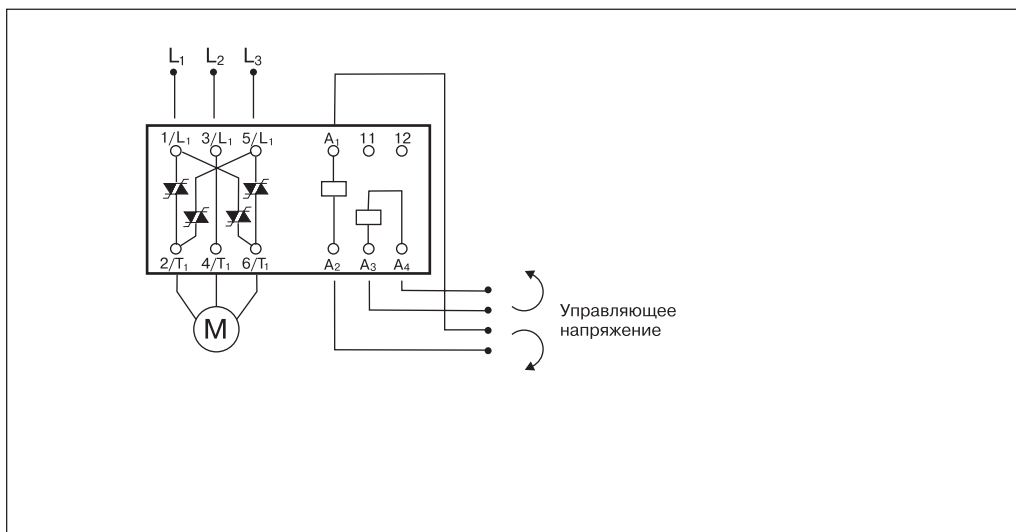 L₁ L₂ L₃
1/L₁ 3/L₁ 5/L₁ A₁ 11 12
2/T₁ 4/T₁ 6/T₁ A₂ A₃ A₄
M
Управляющее
напряжение